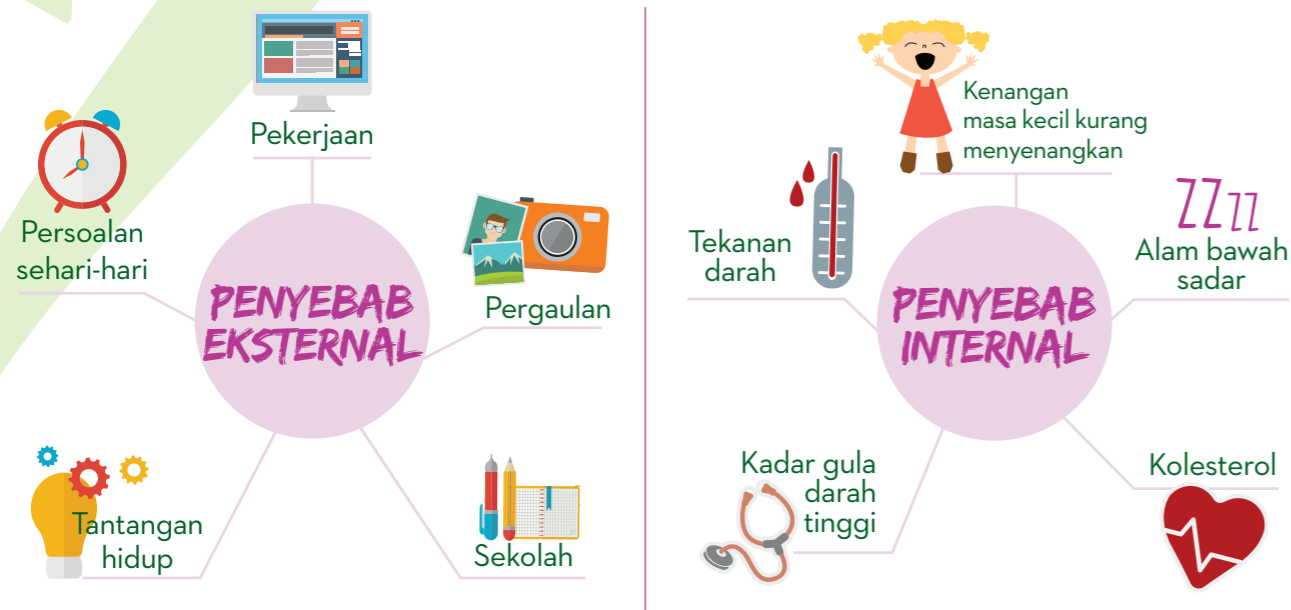 PENYEBAB
EKSTERNAL
Pekerjaan
Persoalan
sehari-hari
Pergaulan
Tantangan
hidup
Sekolah
PENYEBAB
INTERNAL
Kenangan
masa kecil kurang
menyenangkan
Tekanan
darah
ZZzz
Alam bawah
sadar
Kadar gula
darah
tinggi
Kolesterol